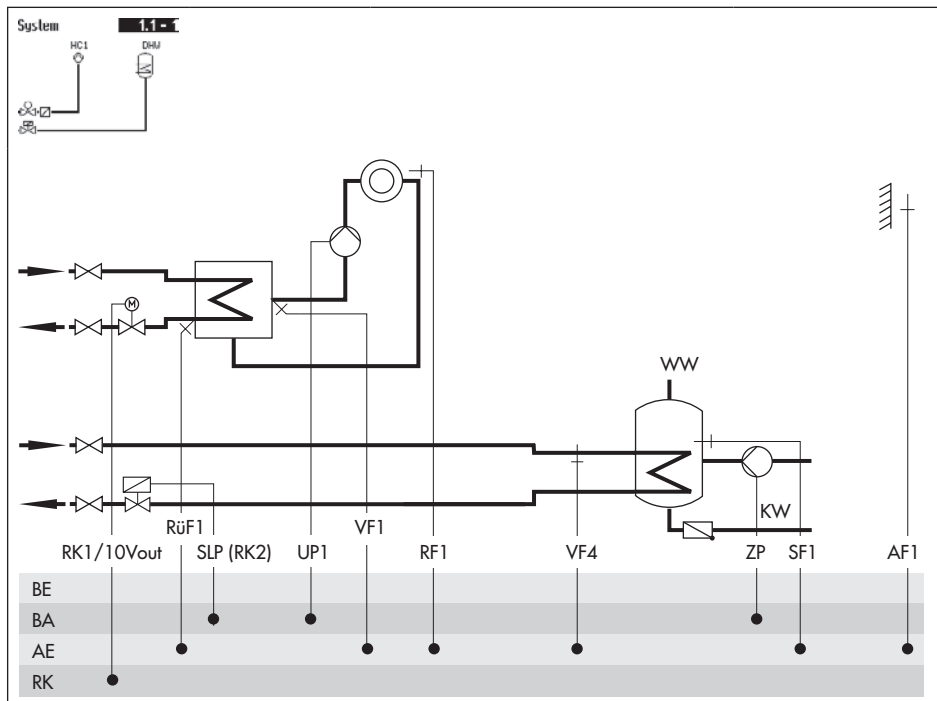 System 1.1 - 1
HC1 DHW
M
WW
KW
RüF1 VF1
RK1/10Vout SLP (RK2) UP1 RF1 VF4 ZP SF1 AF1
BE
BA
AE
RK